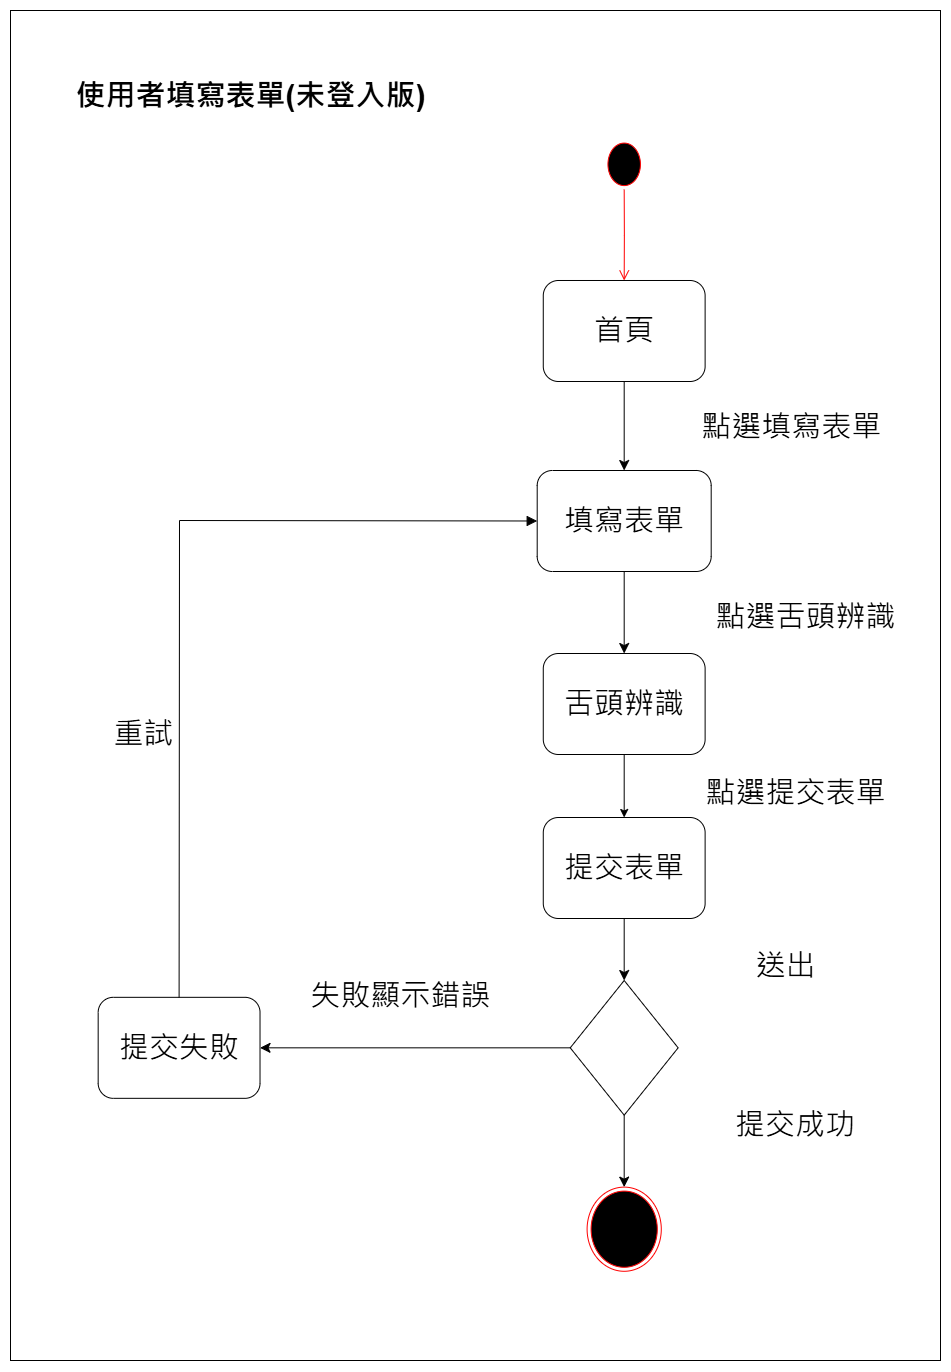 使用者填寫表單(未登入版)
首頁
點選填寫表單
填寫表單
點選舌頭辨識
舌頭辨識
重試
點選提交表單
提交表單
送出
失敗顯示錯誤
提交失敗
提交成功